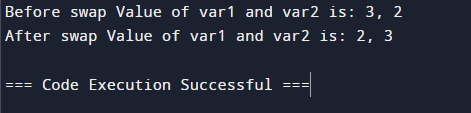 Before swap Value of var1 and var2 is: 3, 2
After swap Value of var1 and var2 is: 2, 3
=== Code Execution Successful ===